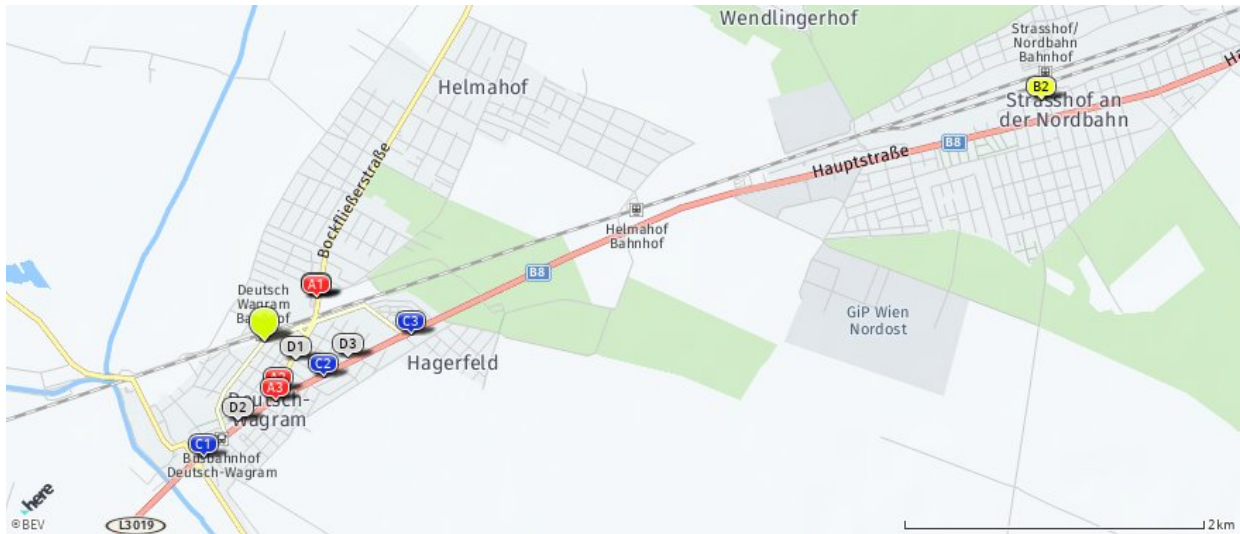 Wendlingerhof
Strasshof/
Nordbahn
Bahnhof
B2
Strasshof an
der Nordbahn
Helmahof
B8
Hauptstraße
Bockfließerstraße
Helmahof
Bahnhof
B8
A1
Deutsch
Wagram
GiP Wien
Nordost
C3
D1
D3
C2
Hagerfeld
A3
D2
Deutsch-
Wagram
C1
Busbahnhof
Deutsch-Wagram
here
©BEV
L3019
2km